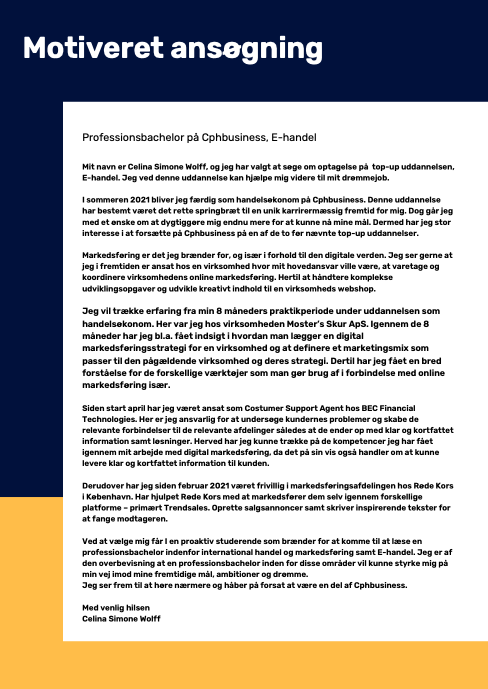 Motiveret ansøgning
Professionsbachelor på Cphbusiness, E-handel
Mit navn er Celina Simone Wolff, og jeg har valgt at søge om optagelse på top-up uddannelsen,
E-handel. Jeg ved denne uddannelse kan hjælpe mig videre til mit drømmejob.
I sommeren 2021 bliver jeg færdig som handelsøkonom på Cphbusiness. Denne uddannelse
har bestemt været det rette springbræt til en unik karrieremæssig fremtid for mig. Dog går jeg
med et ønske om at dygtiggøre mig endnu mere for at kunne nå mine mål. Dermed har jeg stor
interesse i at forsætte på Cphbusiness på en af de to før nævnte top-up uddannelser.
Markedsføring er det jeg brænder for, og især i forhold til den digitale verden. Jeg ser gerne at
jeg i fremtiden er ansat hos en virksomhed hvor mit hovedansvar ville være, at varetage og
koordinere virksomhedens online markedsføring. Hertil at håndtere komplekse
udviklingsopgaver og udvikle kreativt indhold til en virksomheds webshop.
Jeg vil trække erfaring fra min 8 måneders praktikperiode under uddannelsen som
handelsøkonom. Her var jeg hos virksomheden Moster's Skur ApS. Igennem de 8
måneder har jeg bl.a. fået indsigt i hvordan man lægger en digital
markedsføringsstrategi for en virksomhed og at definere et marketingsmix som
passer til den pågældende virksomhed og deres strategi. Dertil har jeg fået en bred
forståelse for de forskellige værktøjer som man gør brug af i forbindelse med online
markedsføring især.
Siden start april har jeg været ansat som Costumer Support Agent hos BEC Financial
Technologies. Her er jeg ansvarlig for at undersøge kundernes problemer og skabe de
relevante forbindelser til de relevante afdelinger således at de ender op med klar og kortfattet
information samt løsninger. Herved har jeg kunne trække på de kompetencer jeg har fået
igennem mit arbejde med digital markedsføring, da det på sin vis også handler om at kunne
levere klar og kortfattet information til kunden.
Derudover har jeg siden februar 2021 været frivillig i markedsføringsafdelingen hos Røde Kors
i København. Har hjulpet Røde Kors med at markedsfører dem selv igennem forskellige
platforme – primært Trendsales. Oprette salgsannoncer samt skriver inspirerende tekster for
at fange modtageren.
Ved at vælge mig får I en proaktiv studerende som brænder for at komme til at læse en
professionsbachelor indenfor international handel og markedsføring samt E-handel. Jeg er af
den overbevisning at en professionsbachelor inden for disse områder vil kunne styrke mig på
min vej imod mine fremtidige mål, ambitioner og drømme.
Jeg ser frem til at høre nærmere og håber på forsat at være en del af Cphbusiness.
Med venlig hilsen
Celina Simone Wolff